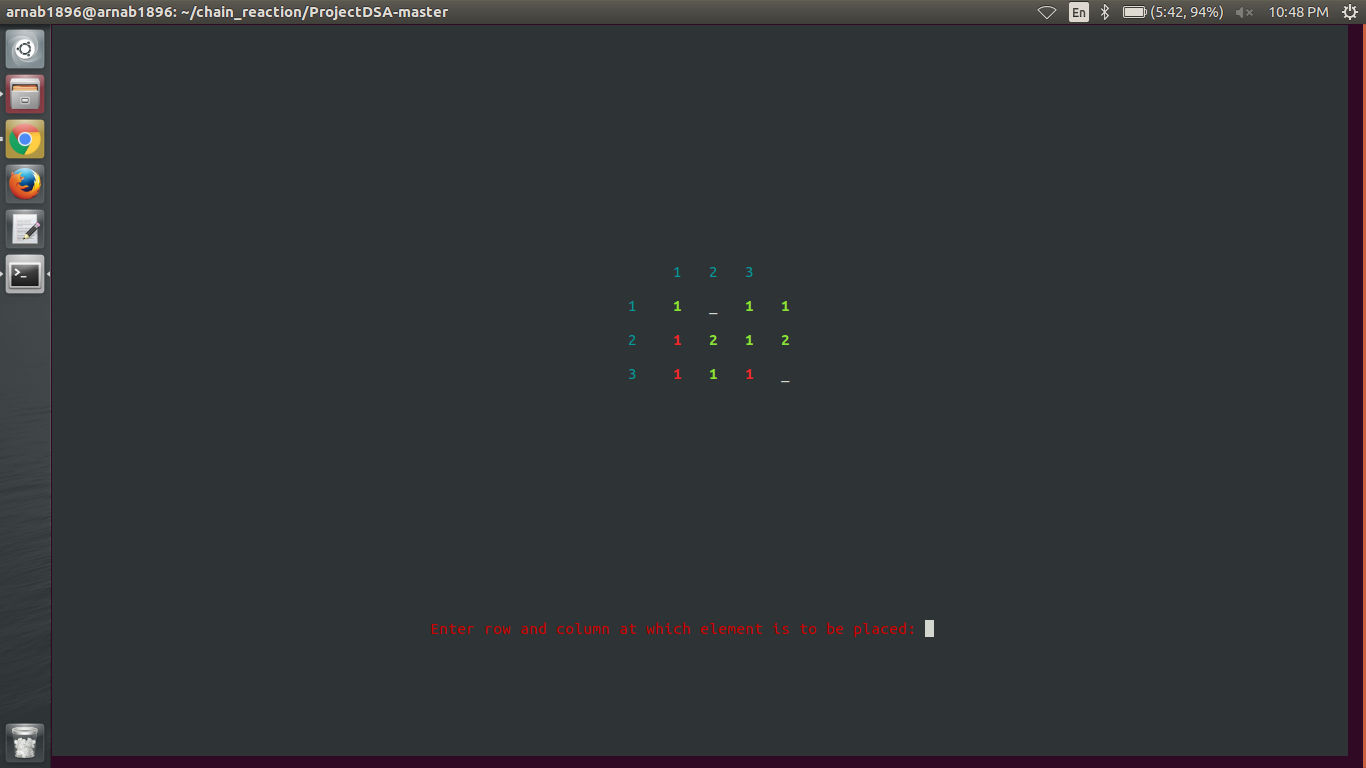 arnab1896@arnab1896: ~/chain_reaction/ProjectDSA-master En (5:42, 94%) 10:48 PM
1 2 3
1 1 _ 1 1
2 1 2 1 2
3 1 1 1 _
Enter row and column at which element is to be placed: